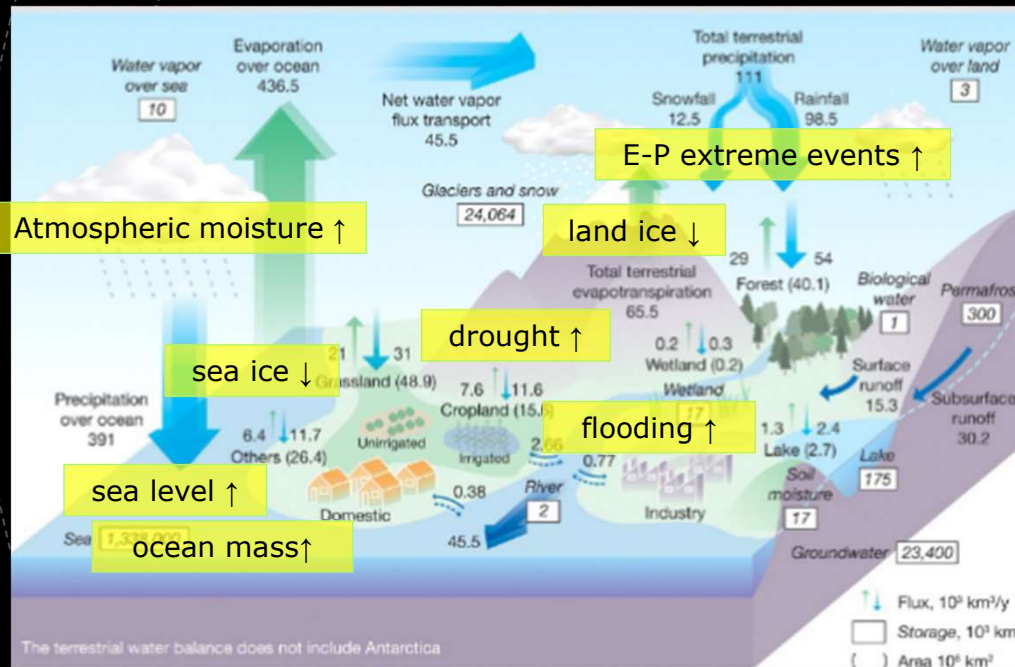 Evaporation
over ocean
436.5
Water vapor
over sea
10
Net water vapor
flux transport
45.5
Total terrestrial
precipitation
111
Snowfall
12.5
Rainfall
98.5
Water vapor
over land
3
E-P extreme events ↑
Glaciers and snow
24,064
Atmospheric moisture ↑
land ice ↓
29
54
Forest (40.1)
Biological
water
1
Permafros
300
Total terrestrial
evapotranspiration
65.5
drought ↑
0.2
0.3
Wetland (0.2)
Wetland
17
21
31
Grassland (48.9)
sea ice ↓
7.6
11.6
Cropland (15.6
Surface
runoff
15.3
Subsurface
runoff
30.2
Precipitation
over ocean
391
6.4
11.7
Others (26.4)
Unirrigated
Irrigated
2.66
flooding ↑
1.3
2.4
Lake (2.7)
Lake
175
0.77
sea level ↑
Domestic
0.38
River
2
Industry
Soil
moisture
17
Sea 1,338,000
ocean mass↑
45.5
Groundwater 23,400
Flux, 10³ km³/y
Storage, 10³ km
( ) Area 10⁶ km²
The terrestrial water balance does not include Antarctica